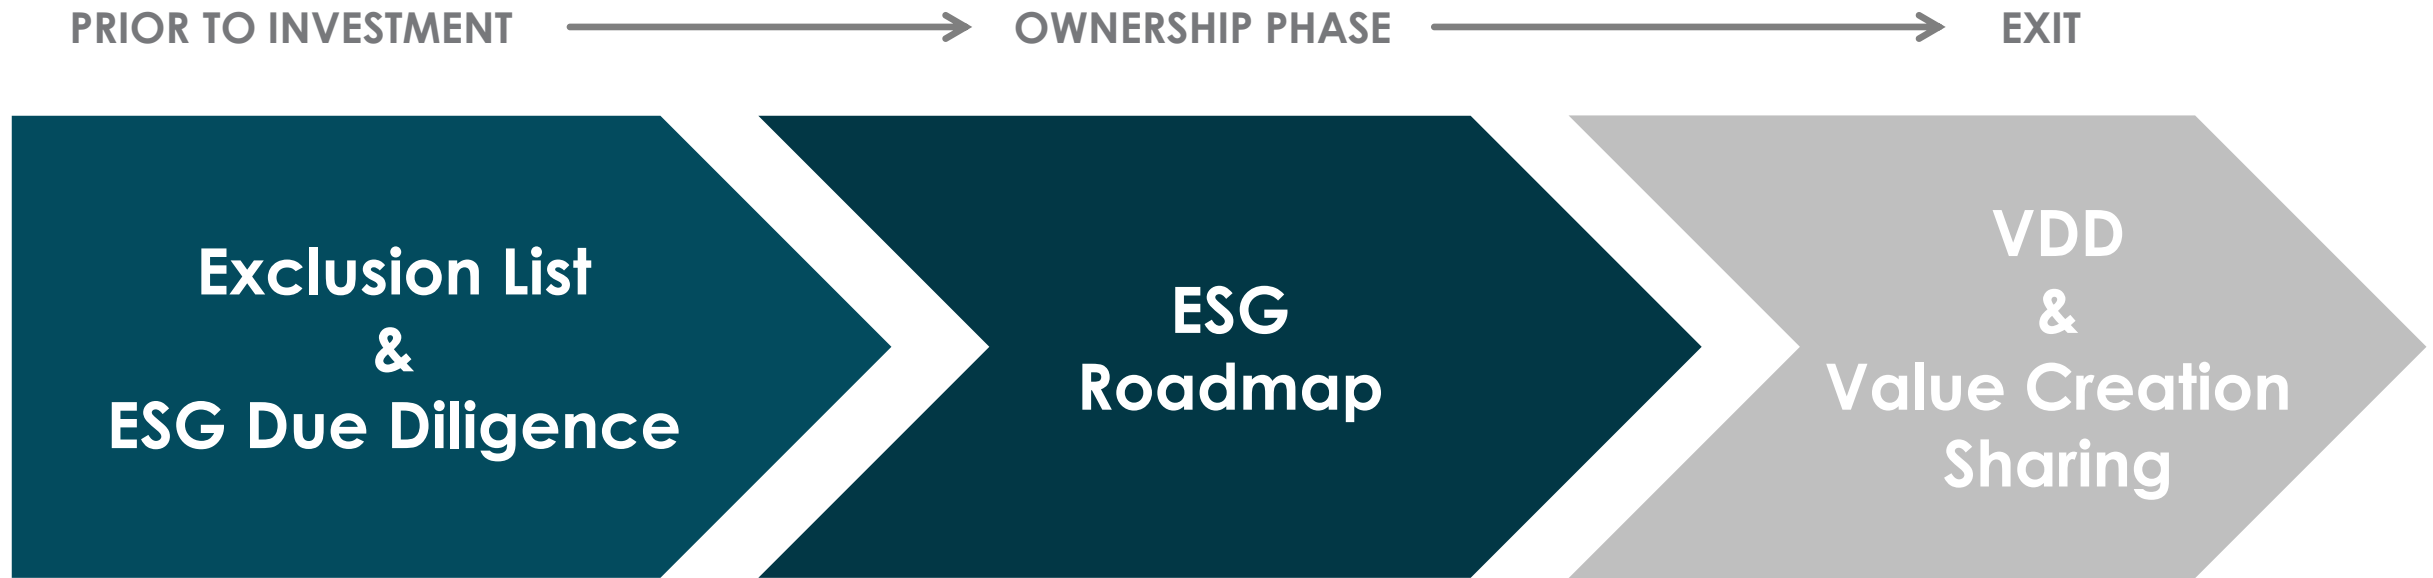 PRIOR TO INVESTMENT
OWNERSHIP PHASE
EXIT
Exclusion List
&
ESG Due Diligence
ESG
Roadmap
VDD
&
Value Creation
Sharing